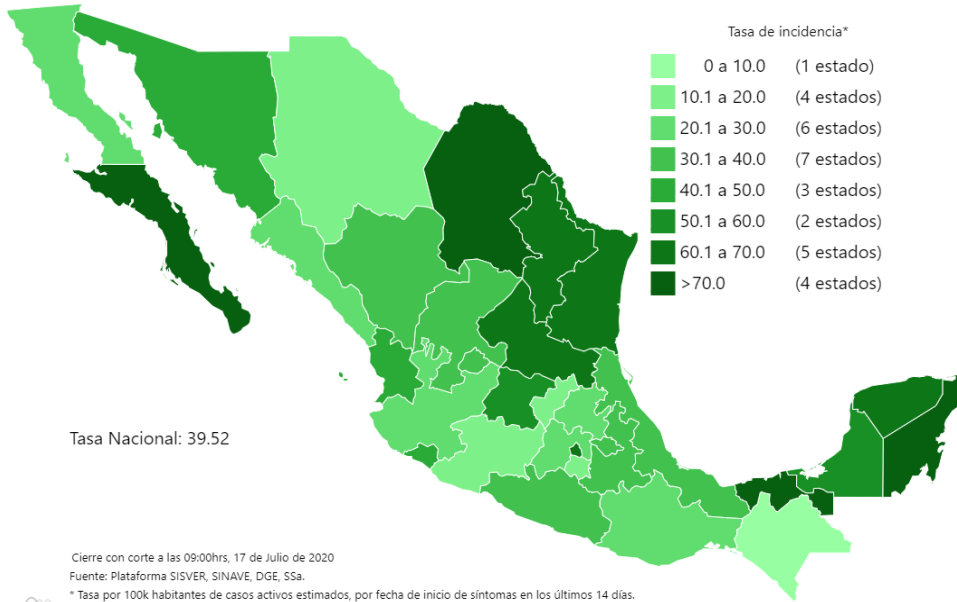 Tasa de incidencia*
0 a 10.0 (1 estado)
10.1 a 20.0 (4 estados)
20.1 a 30.0 (6 estados)
30.1 a 40.0 (7 estados)
40.1 a 50.0 (3 estados)
50.1 a 60.0 (2 estados)
60.1 a 70.0 (5 estados)
>70.0 (4 estados)
Tasa Nacional: 39.52
Cierre con corte a las 09:00hrs, 17 de Julio de 2020
Fuente: Plataforma SISVER, SINAVE, DGE, SSa.
* Tasa por 100k habitantes de casos activos estimados, por fecha de inicio de síntomas en los últimos 14 días.